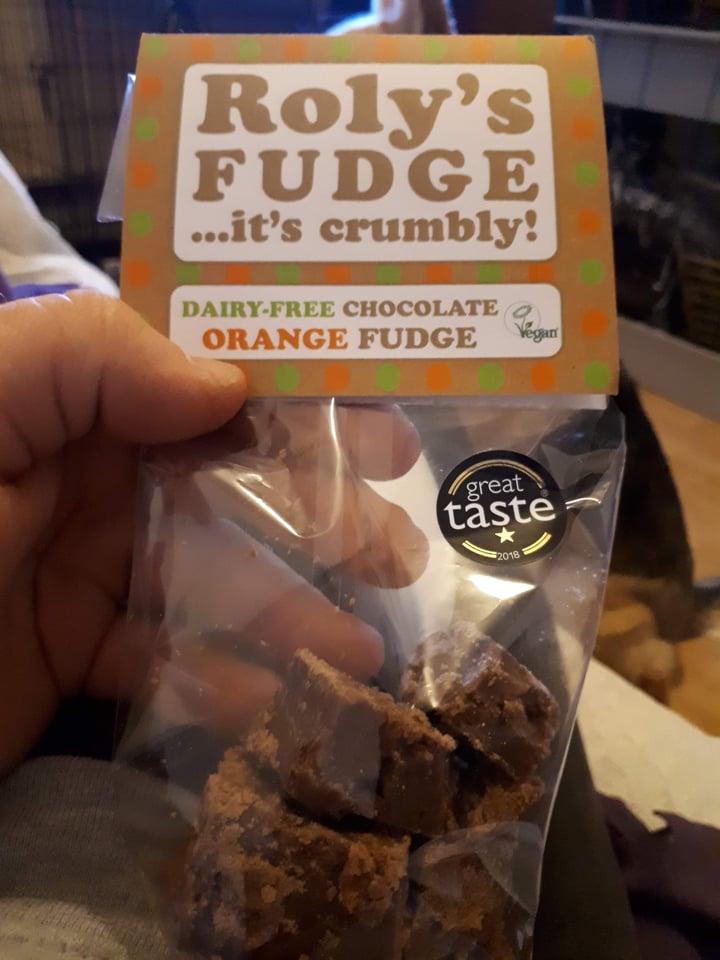 Roly's
FUDGE
...it's crumbly!
DAIRY-FREE CHOCOLATE
ORANGE FUDGE
Vegan
great
taste®
2018